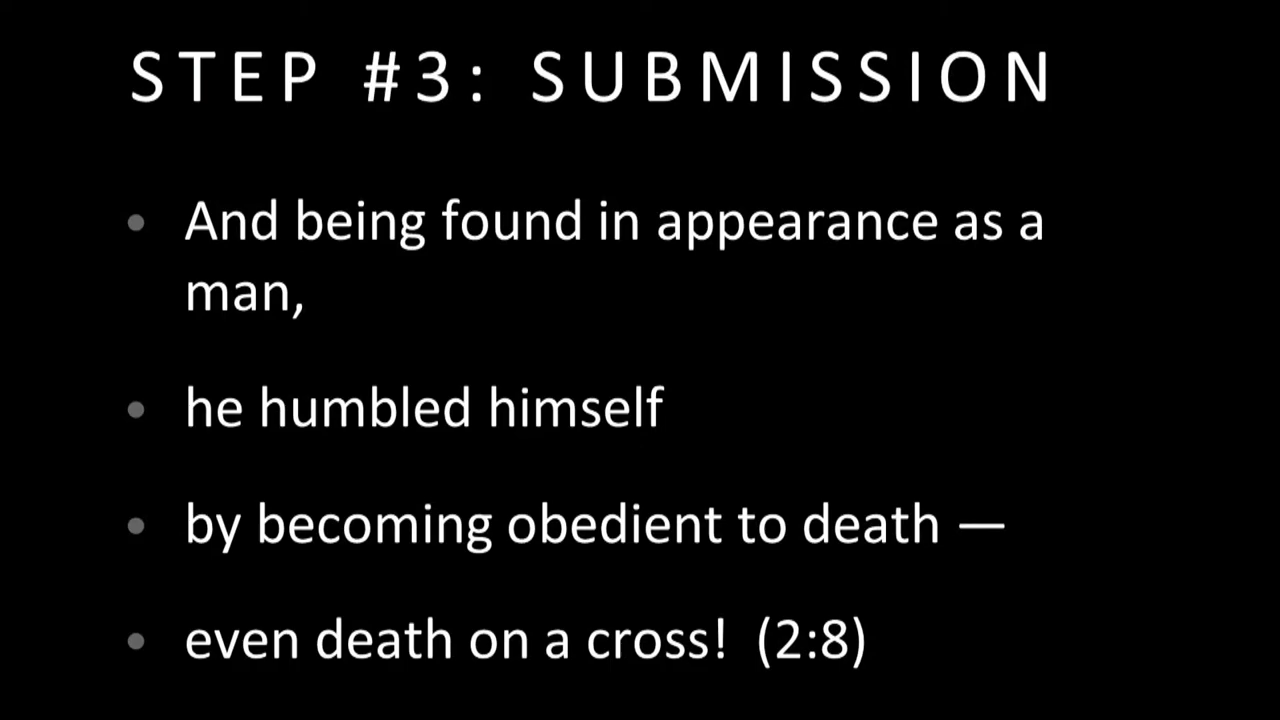 STEP #3: SUBMISSION
• And being found in appearance as a
man,
• he humbled himself
• by becoming obedient to death —
• even death on a cross!  (2:8)